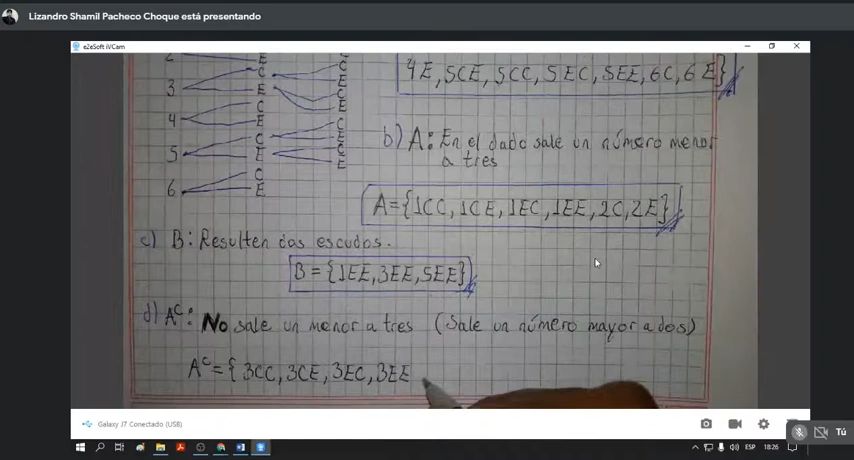 Lizandro Shamil Pacheco Choque está presentando
e2eSoft iVCam
2 E C
3 C E
E C
E
4 C
E
5 C C
E E
C
E
6 C
E
4E, 5CE, 5CC, 5EC, 5EE, 6C, 6E}
b) A: En el dado sale un número menor
a tres
A={1CC, 1CE, 1EC, 1EE, 2C, 2E}
c) B: Resulten dos escudos.
B = {1EE, 3EE, 5EE}
d) Aᶜ: No sale un menor a tres (Sale un número mayor a dos)
Aᶜ = { 3CC, 3CE, 3EC, 3EE
Galaxy J7 Conectado (USB)
Tú
ESP 18:26